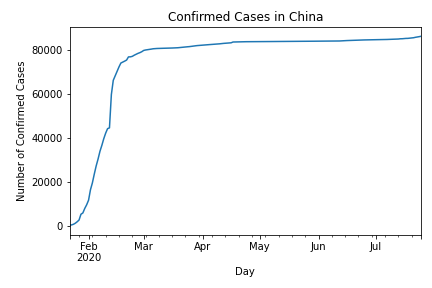 Confirmed Cases in China
Number of Confirmed Cases
80000
60000
40000
20000
0
Feb Mar Apr May Jun Jul
2020
Day